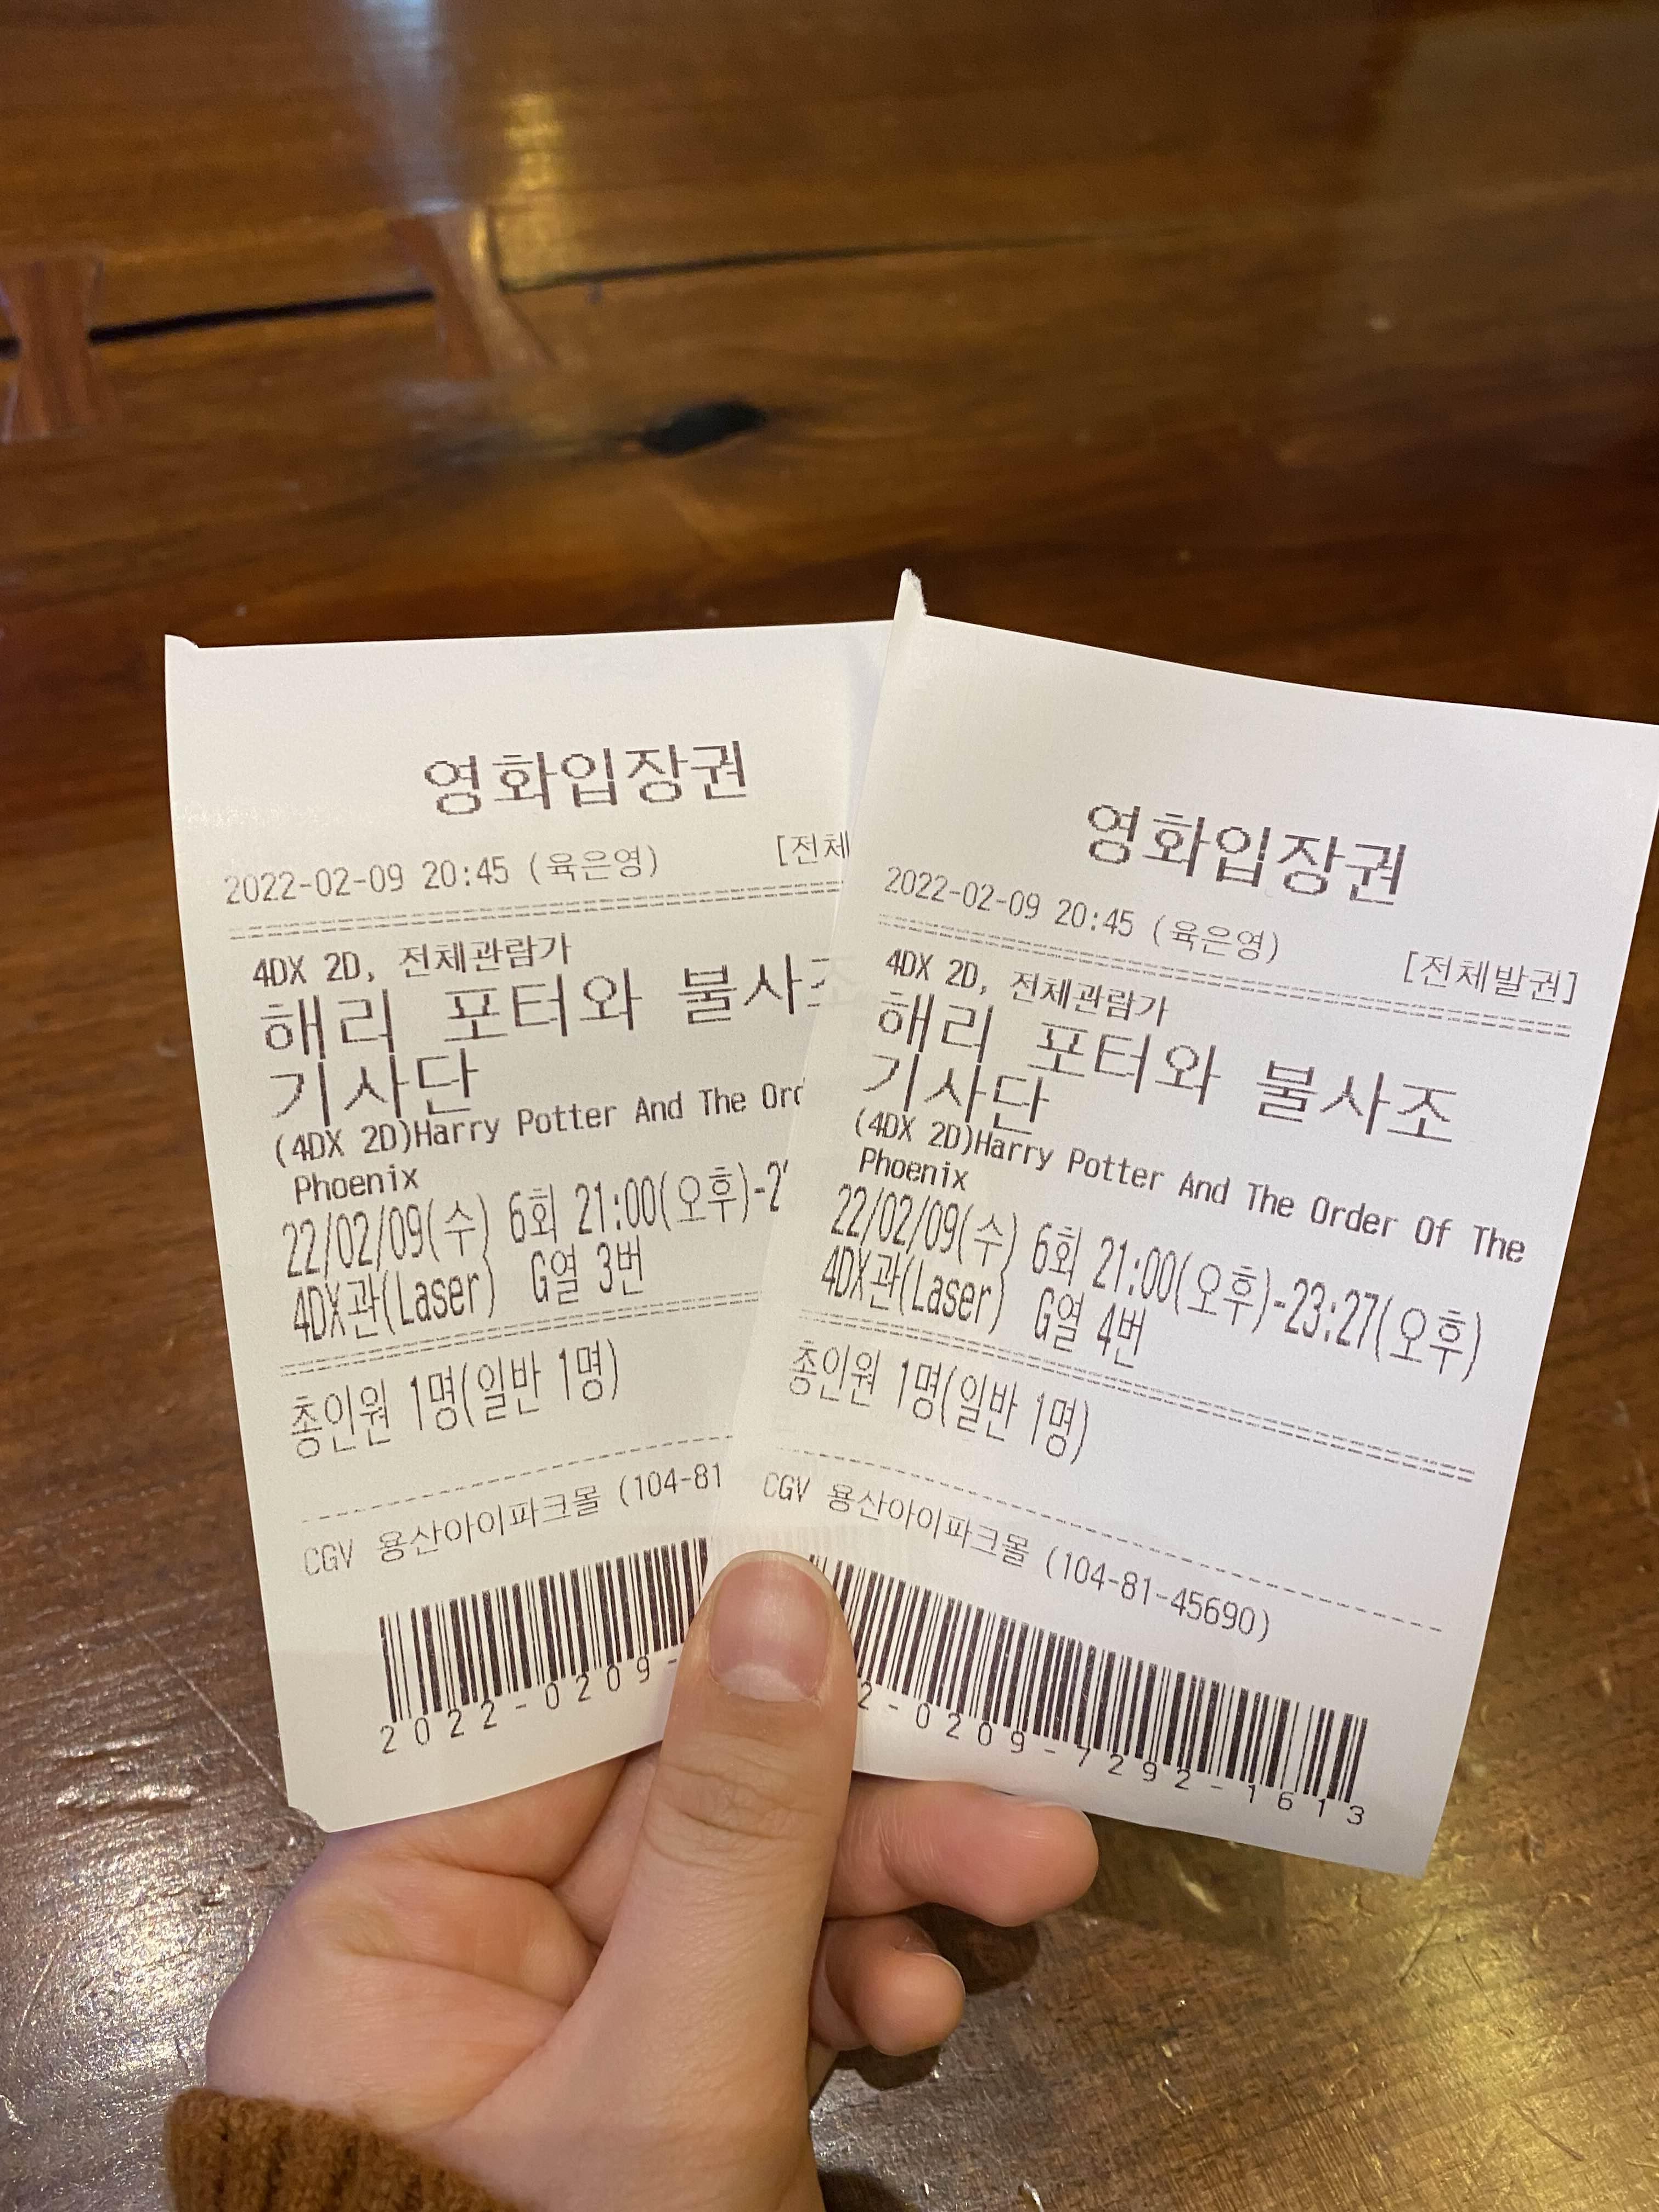 영화입장권
2022-02-09 20:45 (육은영)
[전체
4DX 2D, 전체관람가
해리 포터와 불사조
기사단
(4DX 2D)Harry Potter And The Ord
Phoenix
22/02/09(수) 6회 21:00(오후)-2
4DX관(Laser) G열 3번
총인원 1명(일반 1명)
CGV 용산아이파크몰 (104-81
2022-0209-
영화입장권
2022-02-09 20:45 (육은영)
[전체발권]
4DX 2D, 전체관람가
해리 포터와 불사조
기사단
(4DX 2D)Harry Potter And The Order Of The
Phoenix
22/02/09(수) 6회 21:00(오후)-23:27(오후)
4DX관(Laser) G열 4번
총인원 1명(일반 1명)
CGV 용산아이파크몰 (104-81-45690)
2-0209-7292-1613